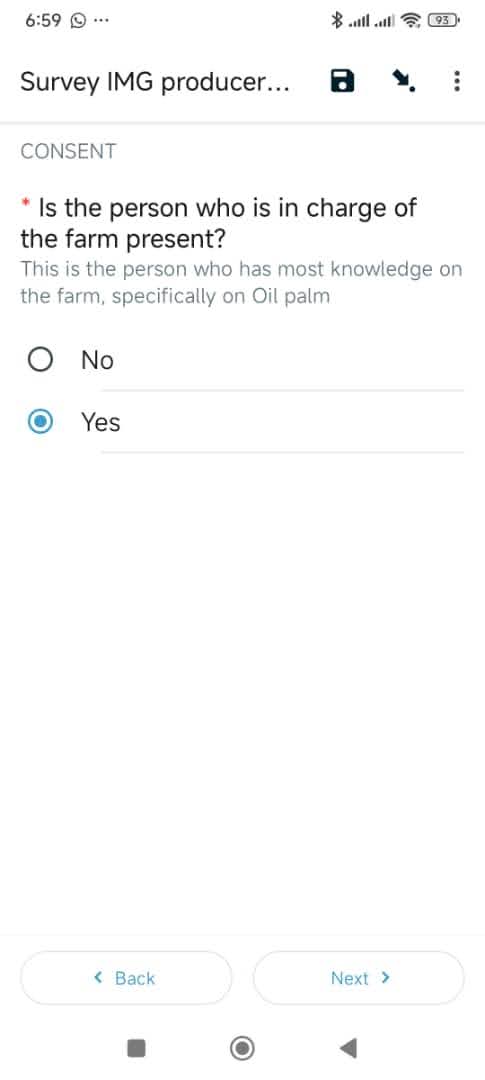 6:59 ... 93
Survey IMG producer...
CONSENT
* Is the person who is in charge of
the farm present?
This is the person who has most knowledge on
the farm, specifically on Oil palm
No
Yes
< Back
Next >